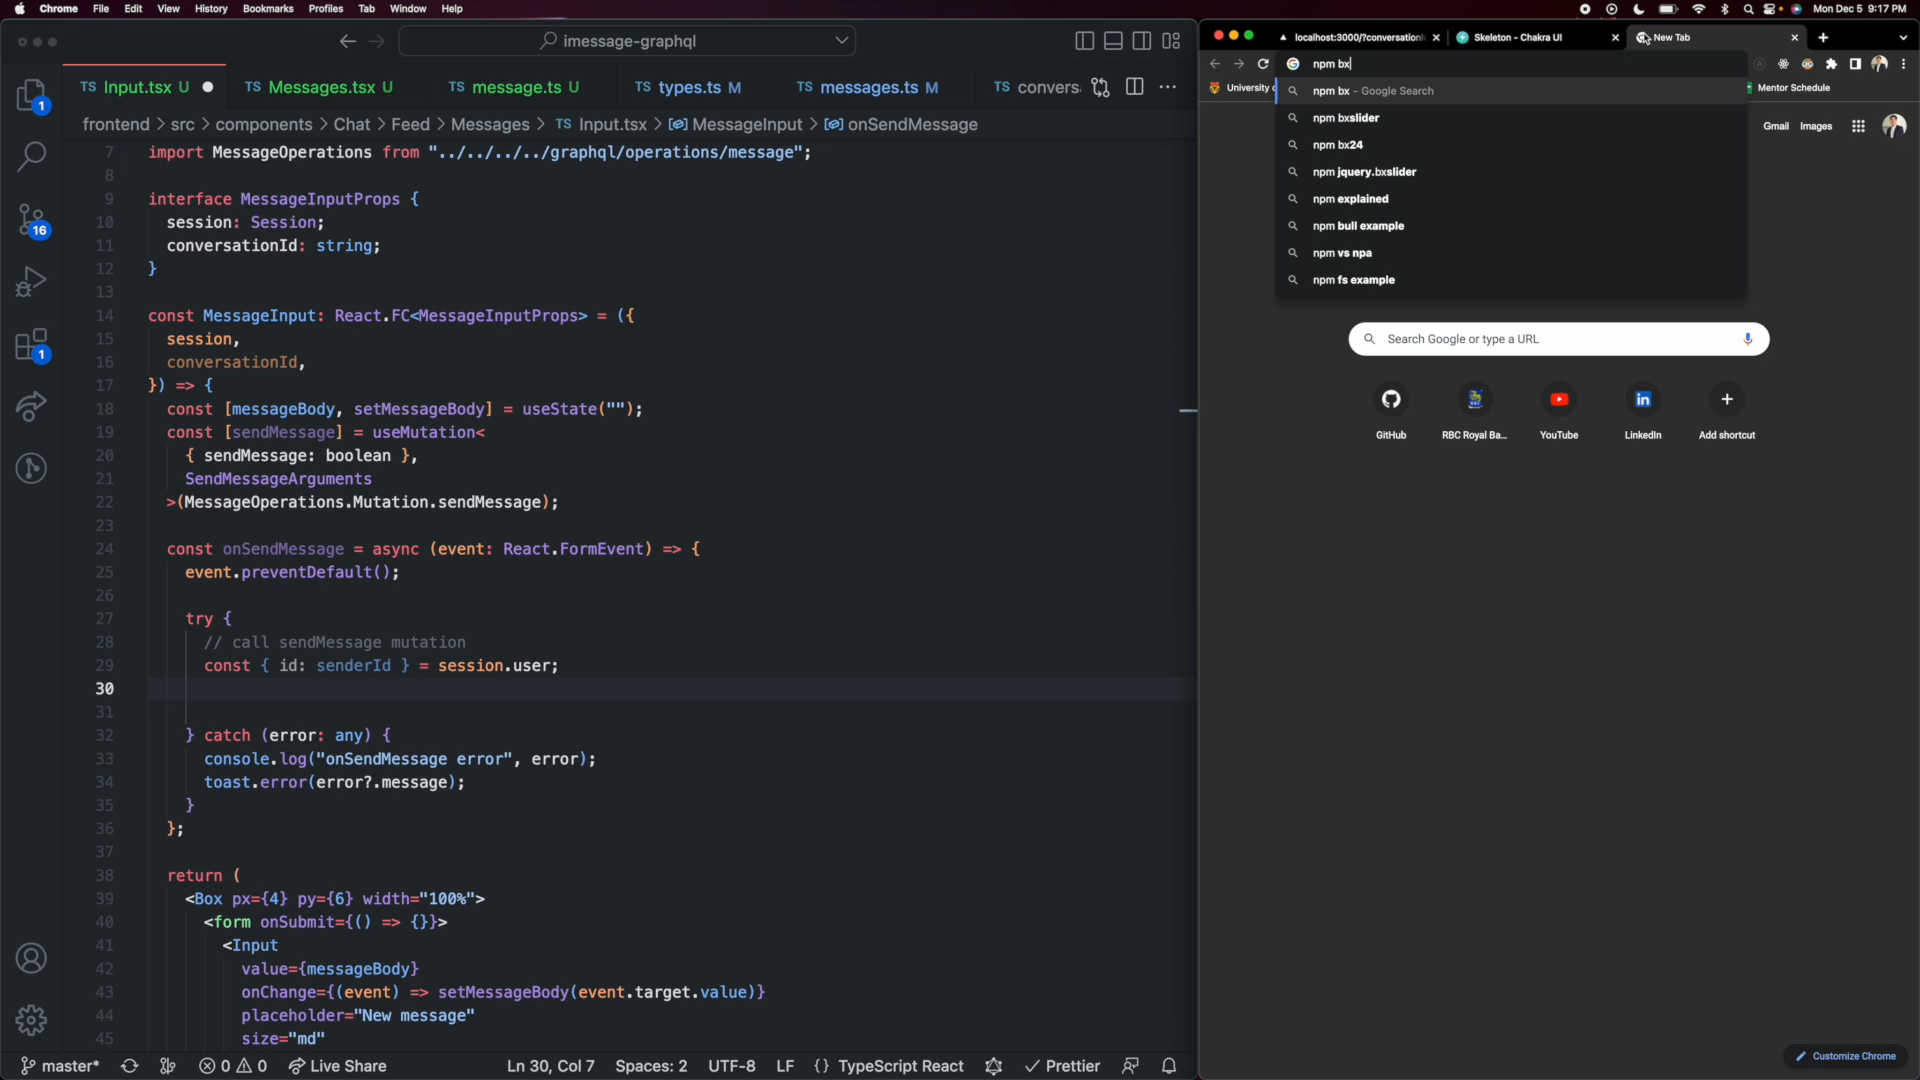 Chrome File Edit View History Bookmarks Profiles Tab Window Help
Mon Dec 5 9:17 PM
imessage-graphql
TS Input.tsx U
TS Messages.tsx U
TS message.ts U
TS types.ts M
TS messages.ts M
TS convers
frontend > src > components > Chat > Feed > Messages > TS Input.tsx > MessageInput > onSendMessage
7 import MessageOperations from "../../../../graphql/operations/message";
8
9 interface MessageInputProps {
10 session: Session;
11 conversationId: string;
12 }
13
14 const MessageInput: React.FC<MessageInputProps> = ({
15 session,
16 conversationId,
17 }) => {
18 const [messageBody, setMessageBody] = useState("");
19 const [sendMessage] = useMutation<
20 { sendMessage: boolean },
21 SendMessageArguments
22 >(MessageOperations.Mutation.sendMessage);
23
24 const onSendMessage = async (event: React.FormEvent) => {
25 event.preventDefault();
26
27 try {
28 // call sendMessage mutation
29 const { id: senderId } = session.user;
30
31
32 } catch (error: any) {
33 console.log("onSendMessage error", error);
34 toast.error(error?.message);
35 }
36 };
37
38 return (
39 <Box px={4} py={6} width="100%">
40 <form onSubmit={() => {}}>
41 <Input
42 value={messageBody}
43 onChange={(event) => setMessageBody(event.target.value)}
44 placeholder="New message"
45 size="md"
1
16
1
master* 0 0 Live Share Ln 30, Col 7 Spaces: 2 UTF-8 LF {} TypeScript React Prettier
localhost:3000/?conversationI
Skeleton - Chakra UI
New Tab
npm bx
University
Mentor Schedule
npm bx - Google Search
npm bxslider
npm bx24
npm jquery.bxslider
npm explained
npm bull example
npm vs npa
npm fs example
Gmail Images
Search Google or type a URL
GitHub
RBC Royal Ba...
YouTube
LinkedIn
Add shortcut
Customize Chrome